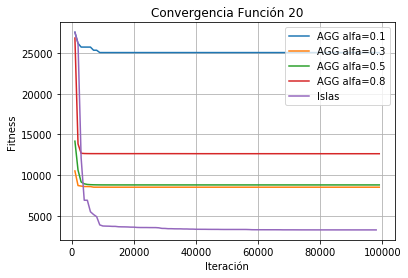 Convergencia Función 20
AGG alfa=0.1
AGG alfa=0.3
AGG alfa=0.5
AGG alfa=0.8
Islas
Fitness
25000
20000
15000
10000
5000
0 20000 40000 60000 80000 100000
Iteración